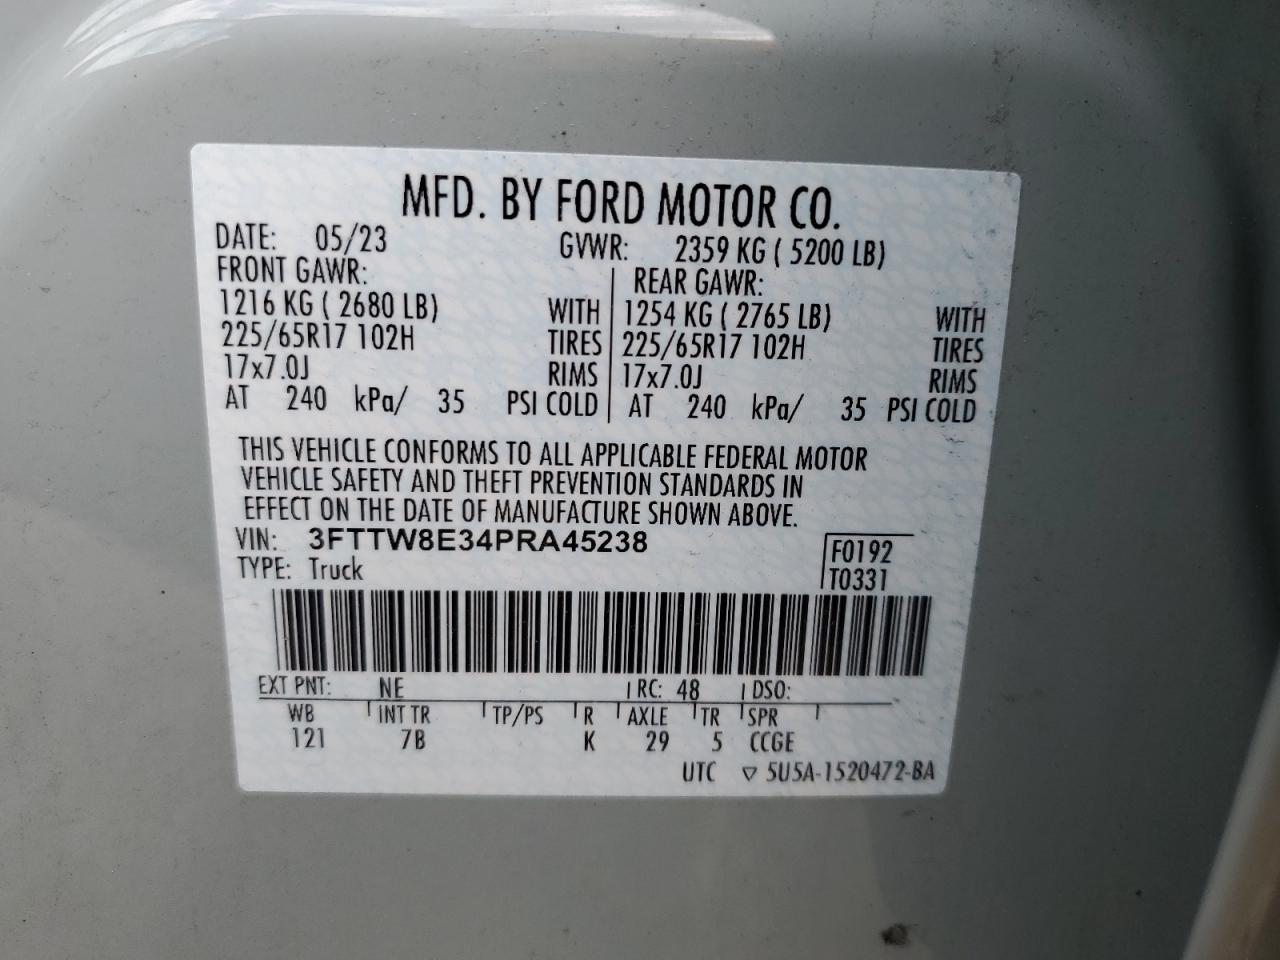 MFD. BY FORD MOTOR CO.
DATE: 05/23 GVWR: 2359 KG ( 5200 LB)
FRONT GAWR: REAR GAWR:
1216 KG ( 2680 LB) WITH 1254 KG ( 2765 LB) WITH
225/65R17 102H TIRES 225/65R17 102H TIRES
17x7.0J RIMS 17x7.0J RIMS
AT 240 kPa/ 35 PSI COLD AT 240 kPa/ 35 PSI COLD
THIS VEHICLE CONFORMS TO ALL APPLICABLE FEDERAL MOTOR
VEHICLE SAFETY AND THEFT PREVENTION STANDARDS IN
EFFECT ON THE DATE OF MANUFACTURE SHOWN ABOVE.
VIN: 3FTTW8E34PRA45238 F0192
TYPE: Truck T0331
EXT PNT: NE RC: 48 DSO:
WB INT TR TP/PS R AXLE TR SPR
121 7B K 29 5 CCGE
UTC ▽ 5U5A-1520472-BA